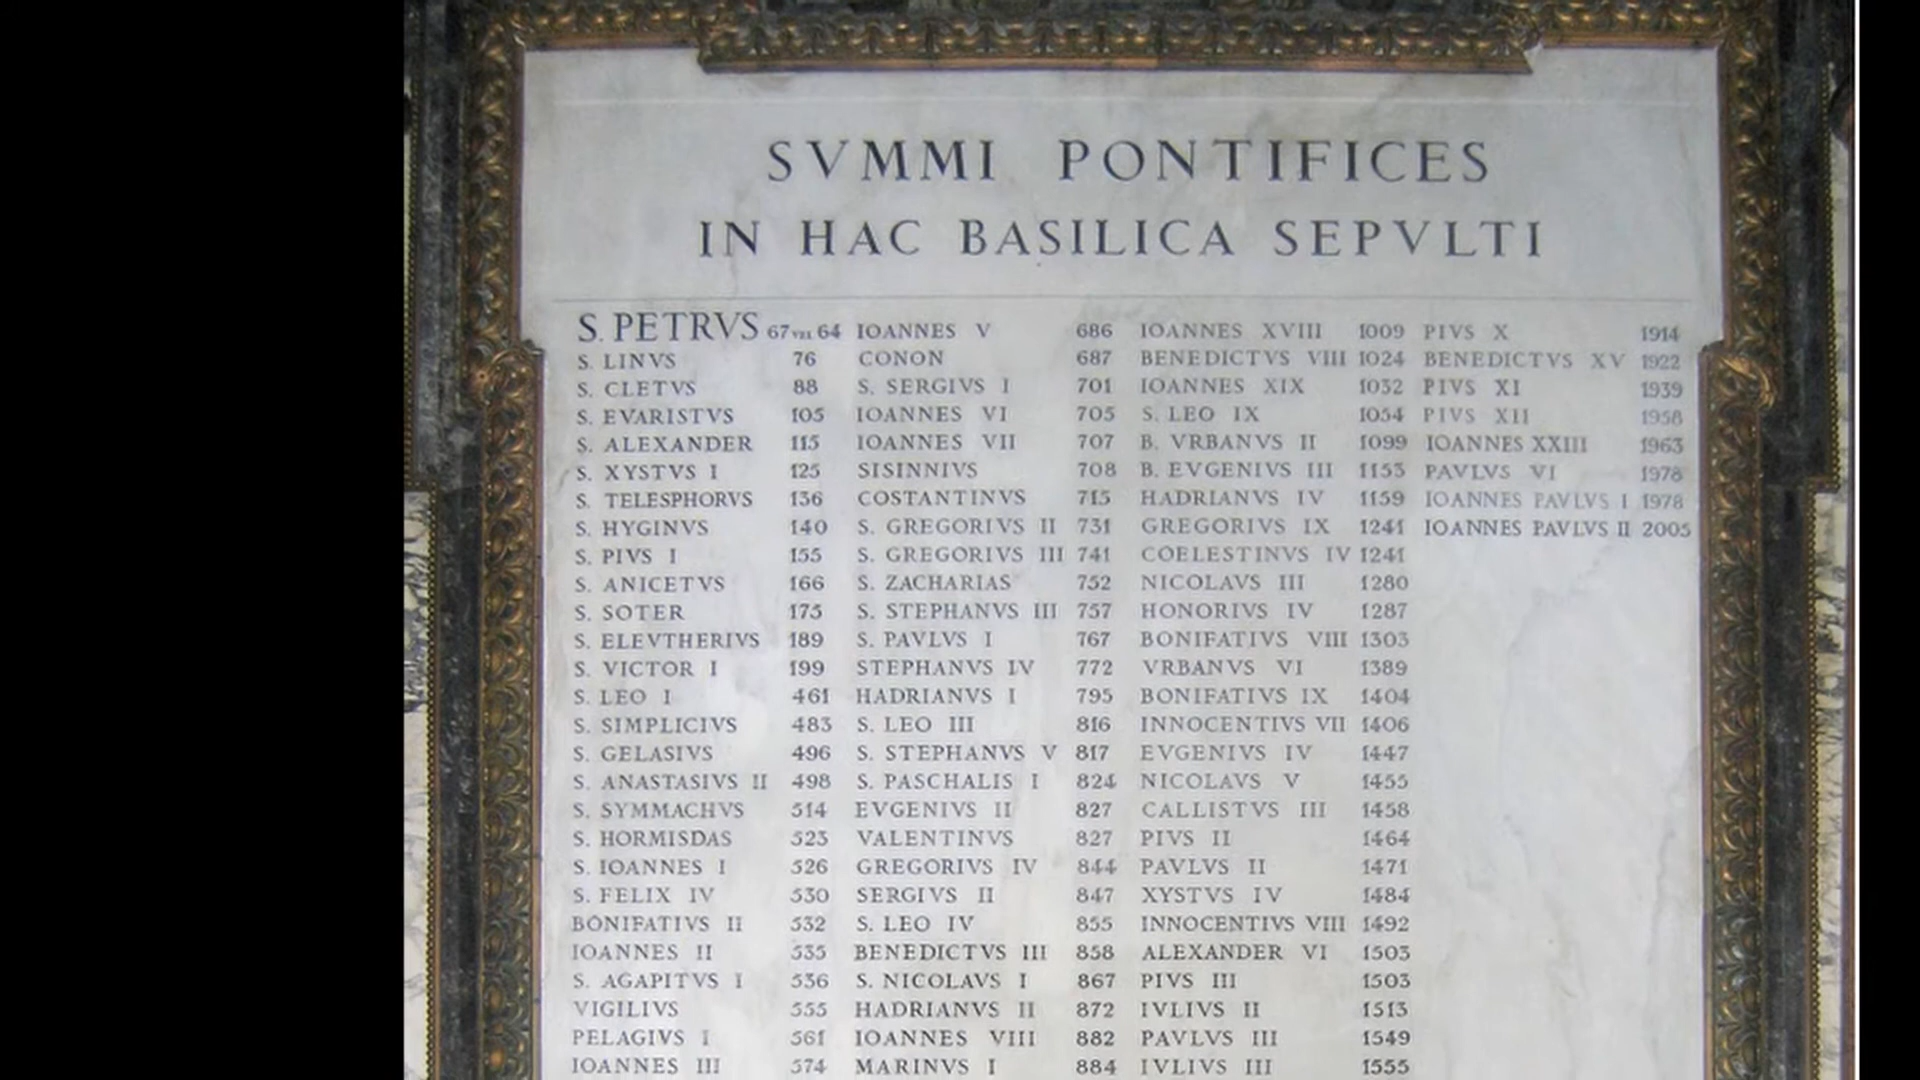 SVMMI PONTIFICES
IN HAC BASILICA SEPVLTI
S. PETRVS 67 VEL 64
S. LINVS 76
S. CLETVS 88
S. EVARISTVS 105
S. ALEXANDER 115
S. XYSTVS I 125
S. TELESPHORVS 136
S. HYGINVS 140
S. PIVS I 155
S. ANICETVS 166
S. SOTER 175
S. ELEVTHERIVS 189
S. VICTOR I 199
S. LEO I 461
S. SIMPLICIVS 483
S. GELASIVS 496
S. ANASTASIVS II 498
S. SYMMACHVS 514
S. HORMISDAS 523
S. IOANNES I 526
S. FELIX IV 530
BONIFATIVS II 532
IOANNES II 535
S. AGAPITVS I 536
VIGILIVS 555
PELAGIVS I 561
IOANNES III 574
IOANNES V 686
CONON 687
S. SERGIVS I 701
IOANNES VI 705
IOANNES VII 707
SISINNIVS 708
COSTANTINVS 715
S. GREGORIVS II 731
S. GREGORIVS III 741
S. ZACHARIAS 752
S. STEPHANVS III 757
S. PAVLVS I 767
STEPHANVS IV 772
HADRIANVS I 795
S. LEO III 816
S. STEPHANVS V 817
S. PASCHALIS I 824
EVGENIVS II 827
VALENTINVS 827
GREGORIVS IV 844
SERGIVS II 847
S. LEO IV 855
BENEDICTVS III 858
S. NICOLAVS I 867
HADRIANVS II 872
IOANNES VIII 882
MARINVS I 884
IOANNES XVIII 1009
BENEDICTVS VIII 1024
IOANNES XIX 1032
S. LEO IX 1054
B. VRBANVS II 1099
B. EVGENIVS III 1153
HADRIANVS IV 1159
GREGORIVS IX 1241
COELESTINVS IV 1241
NICOLAVS III 1280
HONORIVS IV 1287
BONIFATIVS VIII 1303
VRBANVS VI 1389
BONIFATIVS IX 1404
INNOCENTIVS VII 1406
EVGENIVS IV 1447
NICOLAVS V 1455
CALLISTVS III 1458
PIVS II 1464
PAVLVS II 1471
XYSTVS IV 1484
INNOCENTIVS VIII 1492
ALEXANDER VI 1503
PIVS III 1503
IVLIVS II 1513
PAVLVS III 1549
IVLIVS III 1555
PIVS X 1914
BENEDICTVS XV 1922
PIVS XI 1939
PIVS XII 1958
IOANNES XXIII 1963
PAVLVS VI 1978
IOANNES PAVLVS I 1978
IOANNES PAVLVS II 2005